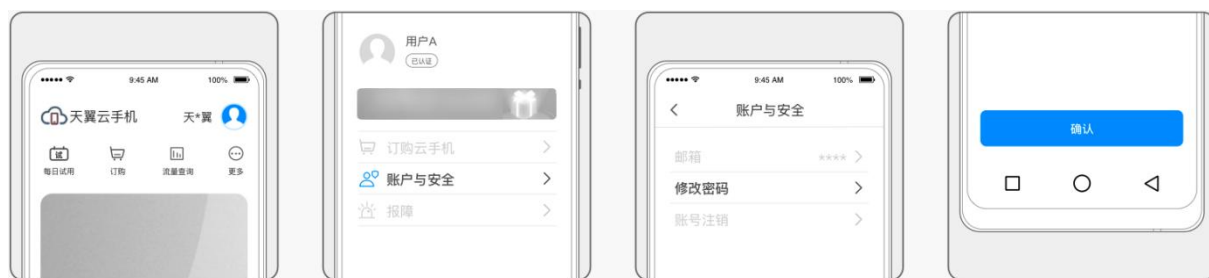 9:45 AM 100%
天翼云手机 天*翼
试
每日试用 订购 流量查询 更多
用户A
已认证
订购云手机
账户与安全
报障
9:45 AM 100%
账户与安全
邮箱 ****
修改密码
账号注销
确认